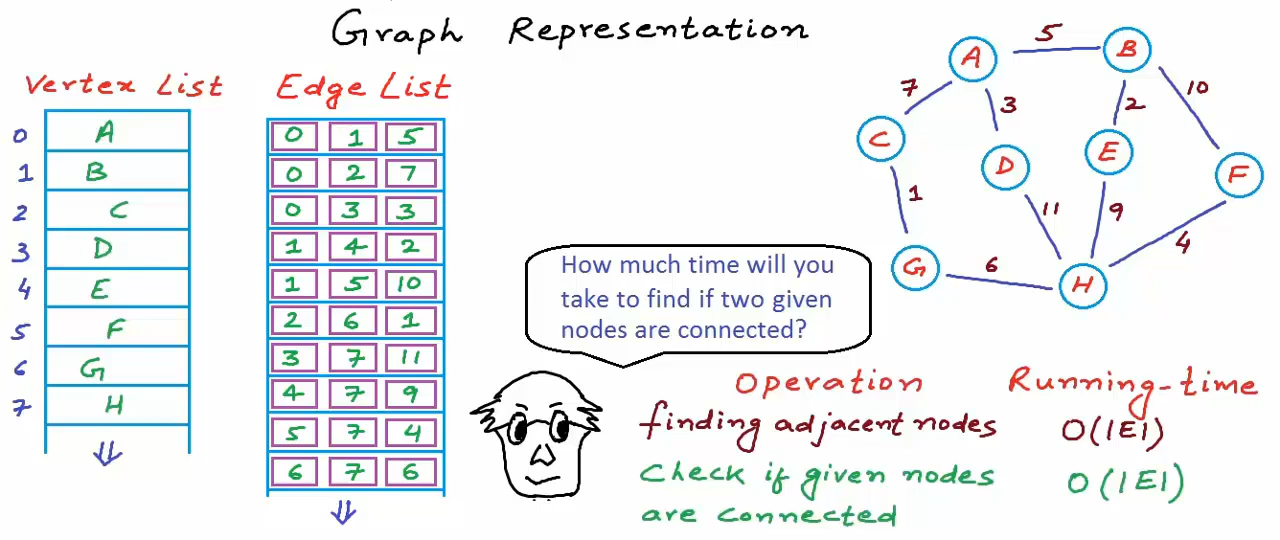 Graph Representation
Vertex List
0 A
1 B
2 C
3 D
4 E
5 F
6 G
7 H
Edge List
0 1 5
0 2 7
0 3 3
1 4 2
1 5 10
2 6 1
3 7 11
4 7 9
5 7 4
6 7 6
A 5 B
7 3 2 10
C D E F
1 11 9 4
G 6 H
How much time will you
take to find if two given
nodes are connected?
Operation Running-time
finding adjacent nodes O(|E|)
Check if given nodes O(|E|)
are connected